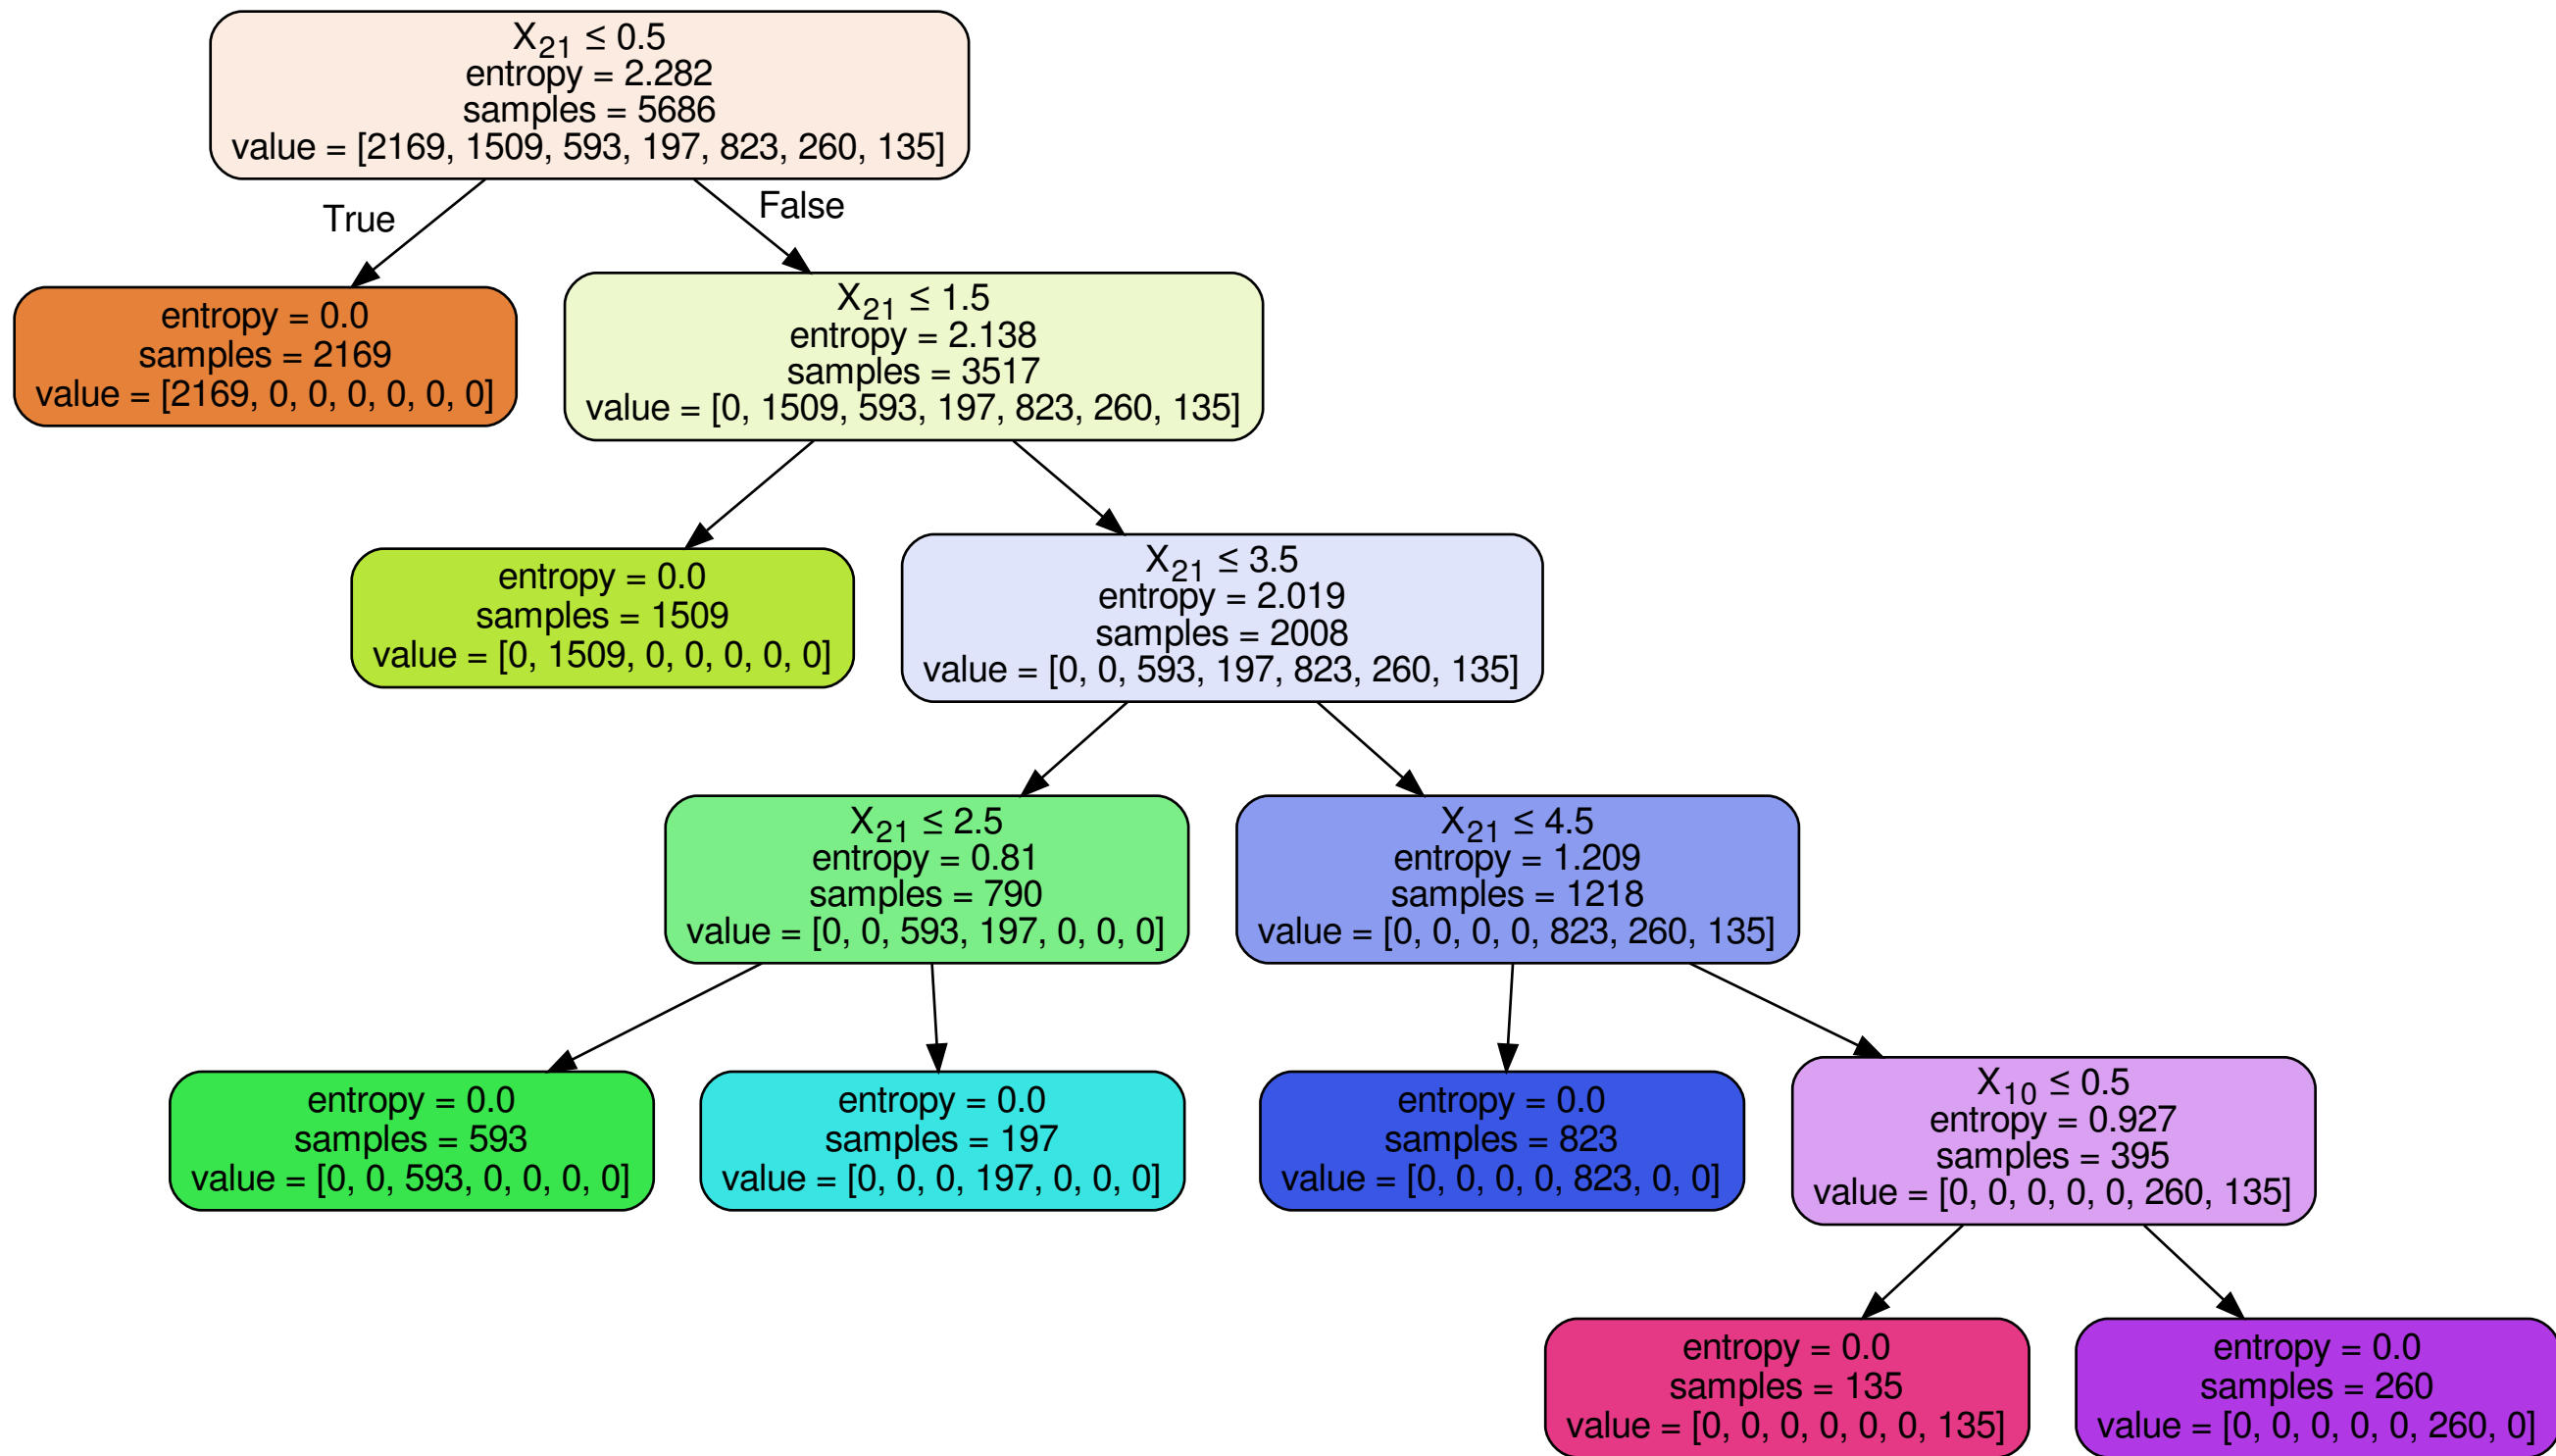 X₂₁ ≤ 0.5
entropy = 2.282
samples = 5686
value = [2169, 1509, 593, 197, 823, 260, 135]
True
False
entropy = 0.0
samples = 2169
value = [2169, 0, 0, 0, 0, 0, 0]
X₂₁ ≤ 1.5
entropy = 2.138
samples = 3517
value = [0, 1509, 593, 197, 823, 260, 135]
entropy = 0.0
samples = 1509
value = [0, 1509, 0, 0, 0, 0, 0]
X₂₁ ≤ 3.5
entropy = 2.019
samples = 2008
value = [0, 0, 593, 197, 823, 260, 135]
X₂₁ ≤ 2.5
entropy = 0.81
samples = 790
value = [0, 0, 593, 197, 0, 0, 0]
X₂₁ ≤ 4.5
entropy = 1.209
samples = 1218
value = [0, 0, 0, 0, 823, 260, 135]
entropy = 0.0
samples = 593
value = [0, 0, 593, 0, 0, 0, 0]
entropy = 0.0
samples = 197
value = [0, 0, 0, 197, 0, 0, 0]
entropy = 0.0
samples = 823
value = [0, 0, 0, 0, 823, 0, 0]
X₁₀ ≤ 0.5
entropy = 0.927
samples = 395
value = [0, 0, 0, 0, 0, 260, 135]
entropy = 0.0
samples = 135
value = [0, 0, 0, 0, 0, 0, 135]
entropy = 0.0
samples = 260
value = [0, 0, 0, 0, 0, 260, 0]